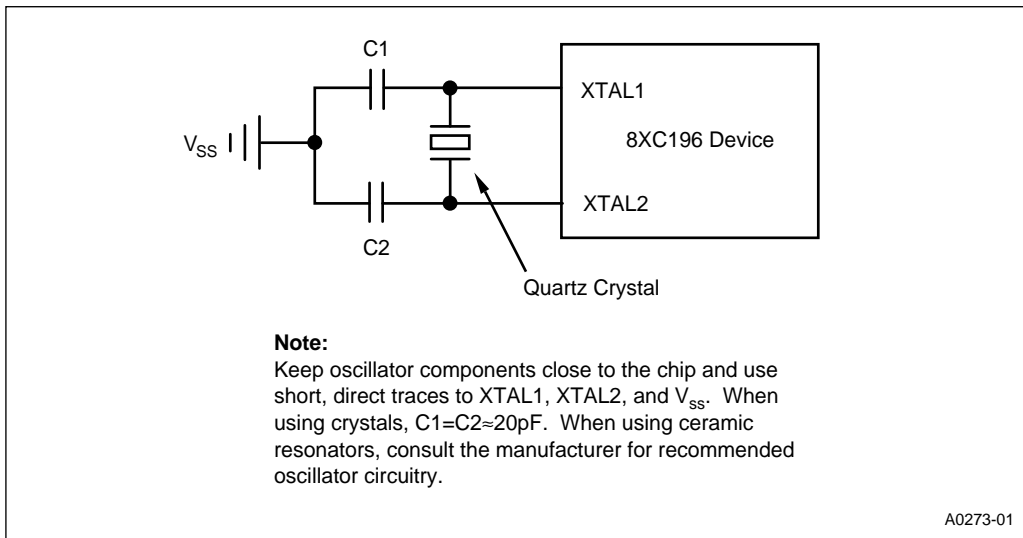 C1
XTAL1
8XC196 Device
VSS
XTAL2
C2
Quartz Crystal
Note:
Keep oscillator components close to the chip and use
short, direct traces to XTAL1, XTAL2, and Vss. When
using crystals, C1=C2≈20pF. When using ceramic
resonators, consult the manufacturer for recommended
oscillator circuitry.
A0273-01